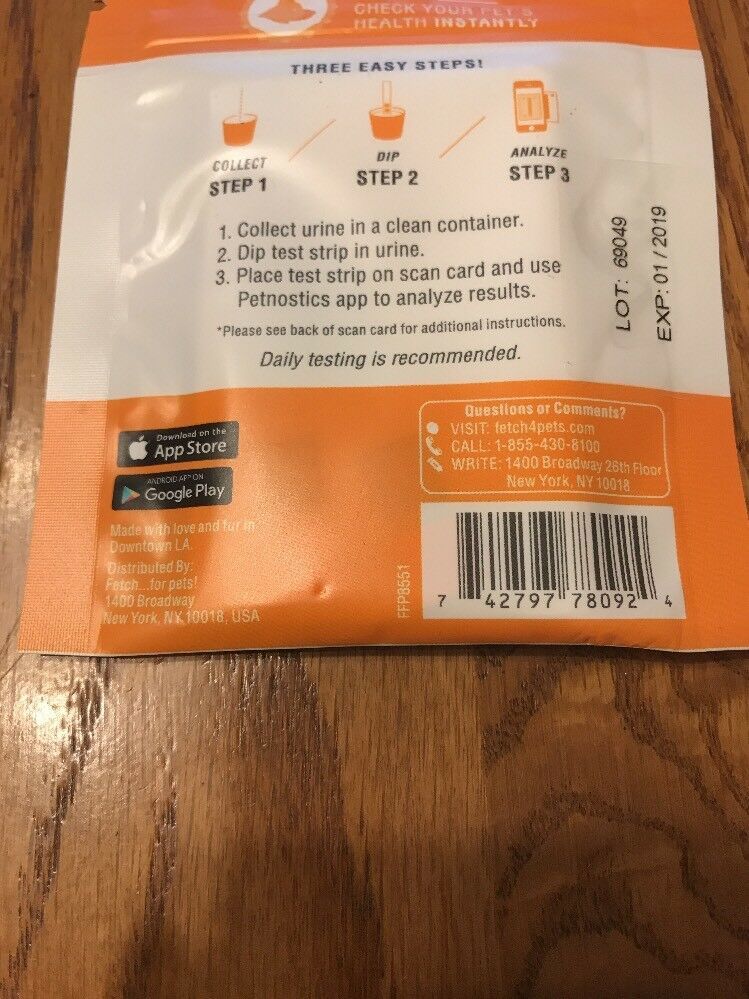 CHECK YOUR PET'S
HEALTH INSTANTLY
THREE EASY STEPS!
COLLECT
STEP 1
DIP
STEP 2
ANALYZE
STEP 3
1. Collect urine in a clean container.
2. Dip test strip in urine.
3. Place test strip on scan card and use
Petnostics app to analyze results.
*Please see back of scan card for additional instructions.
Daily testing is recommended.
LOT: 69049
EXP: 01 / 2019
Download on the
App Store
ANDROID APP ON
Google Play
Made with love and fur in
Downtown LA.
Distributed By:
Fetch...for pets!
1400 Broadway
New York, NY 10018, USA
Questions or Comments?
VISIT: fetch4pets.com
CALL: 1-855-430-8100
WRITE: 1400 Broadway 26th Floor
New York, NY 10018
FFP8551
7 42797 78092 4